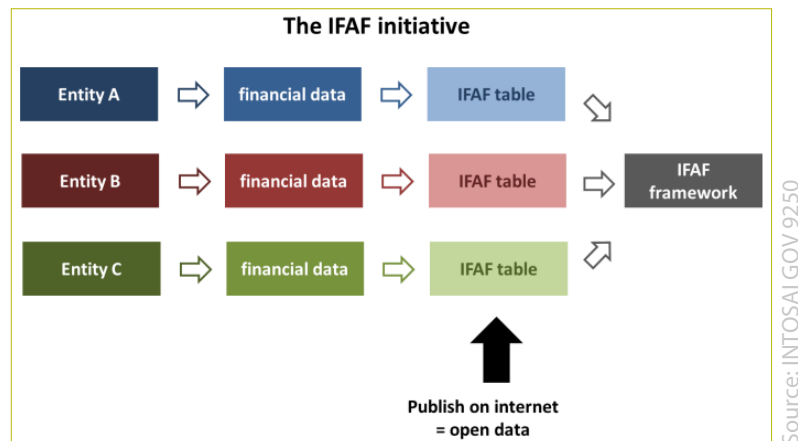 The IFAF initiative
Entity A
financial data
IFAF table
Entity B
financial data
IFAF table
IFAF
framework
Entity C
financial data
IFAF table
Publish on internet
= open data
Source: INTOSAI GOV 9250